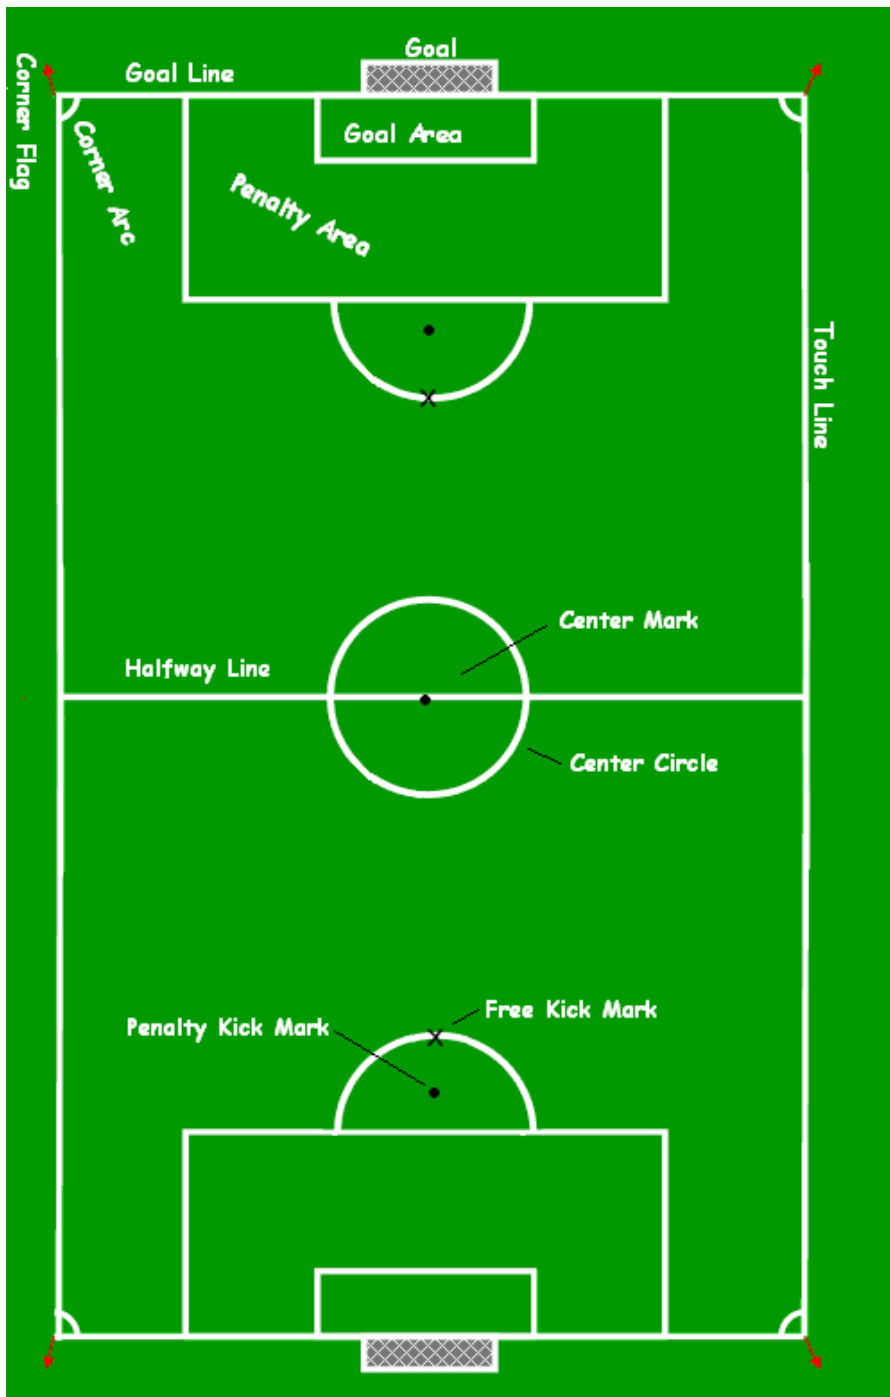 Goal
Goal Line
Corner Flag
Goal Area
Corner Arc
Penalty Area
Touch Line
Center Mark
Halfway Line
Center Circle
Free Kick Mark
Penalty Kick Mark